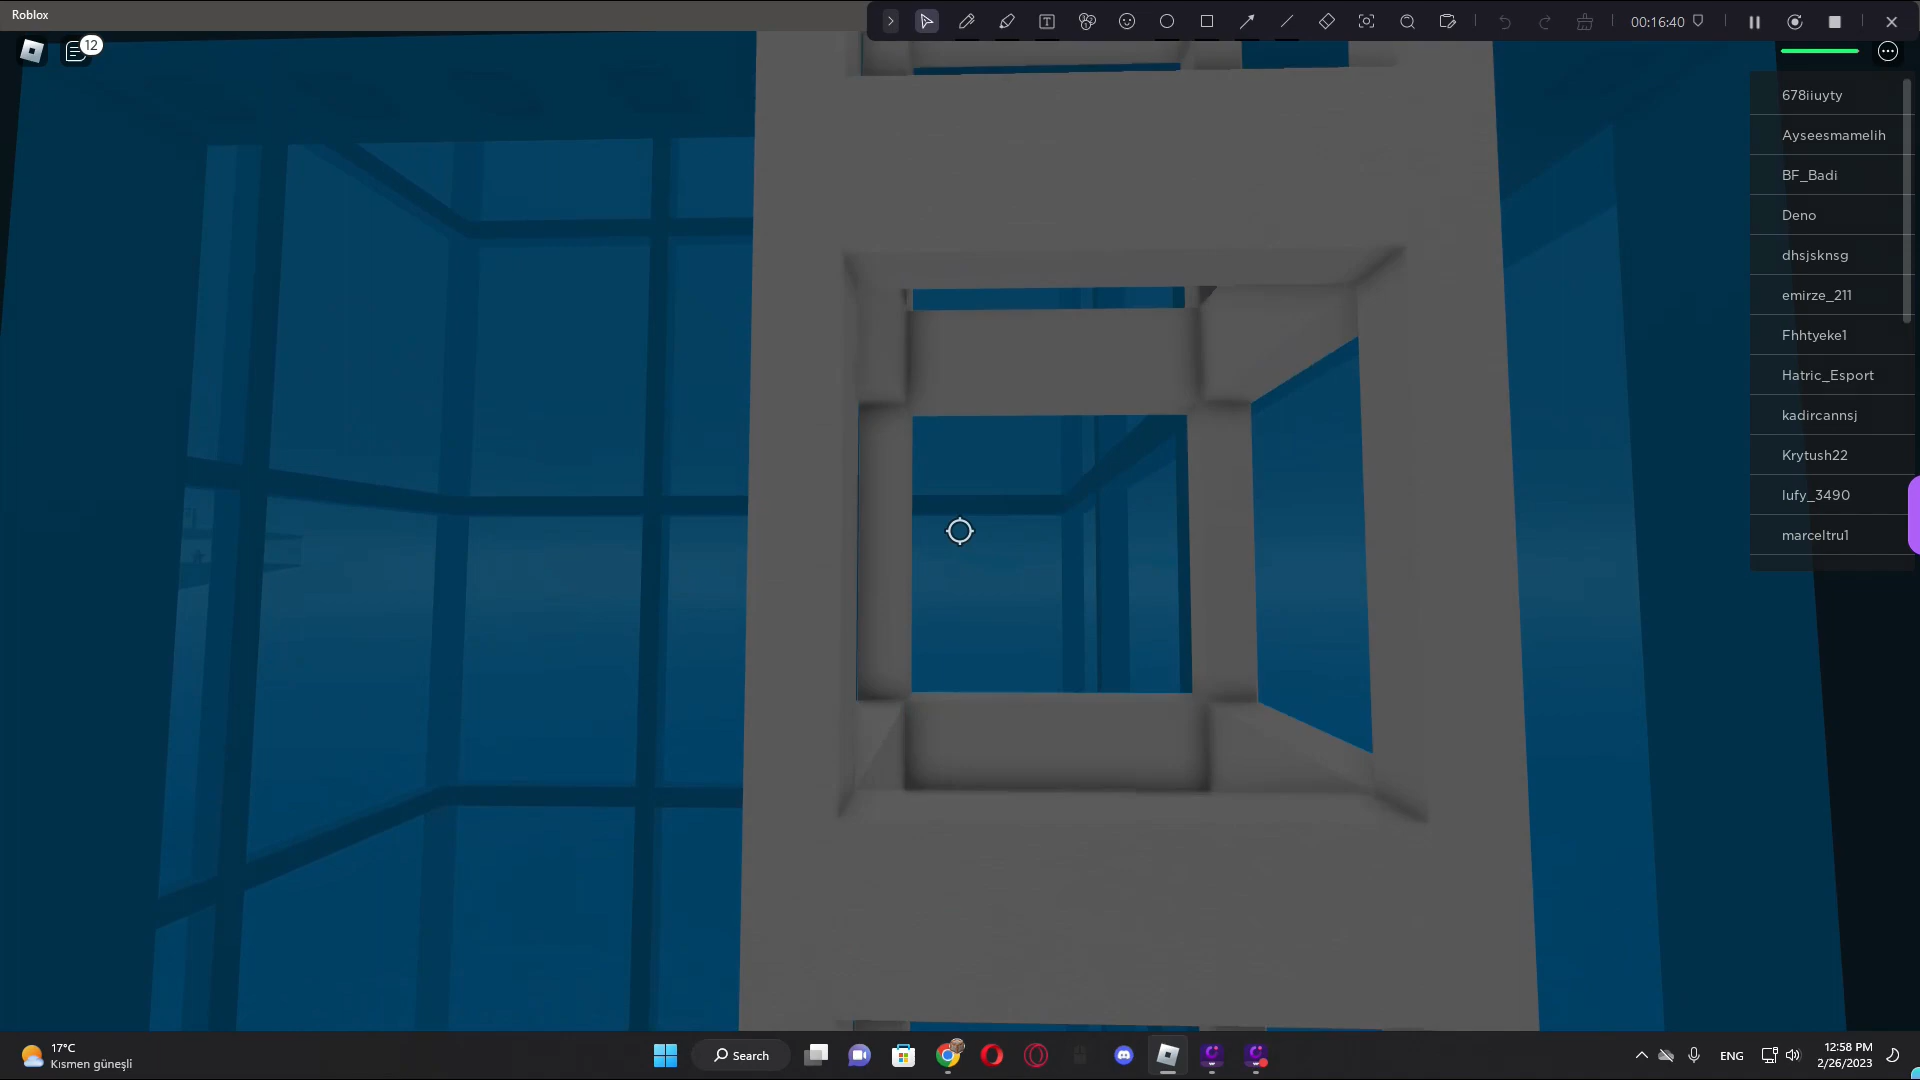 Roblox
00:16:40
12
678iiuyty
Ayseesmamelih
BF_Badi
Deno
dhsjsknsg
emirze_211
Fhhtyeke1
Hatric_Esport
kadircannsj
Krytush22
lufy_3490
marceltru1
17°C
Kısmen güneşli
Search
ENG
12:58 PM
2/26/2023